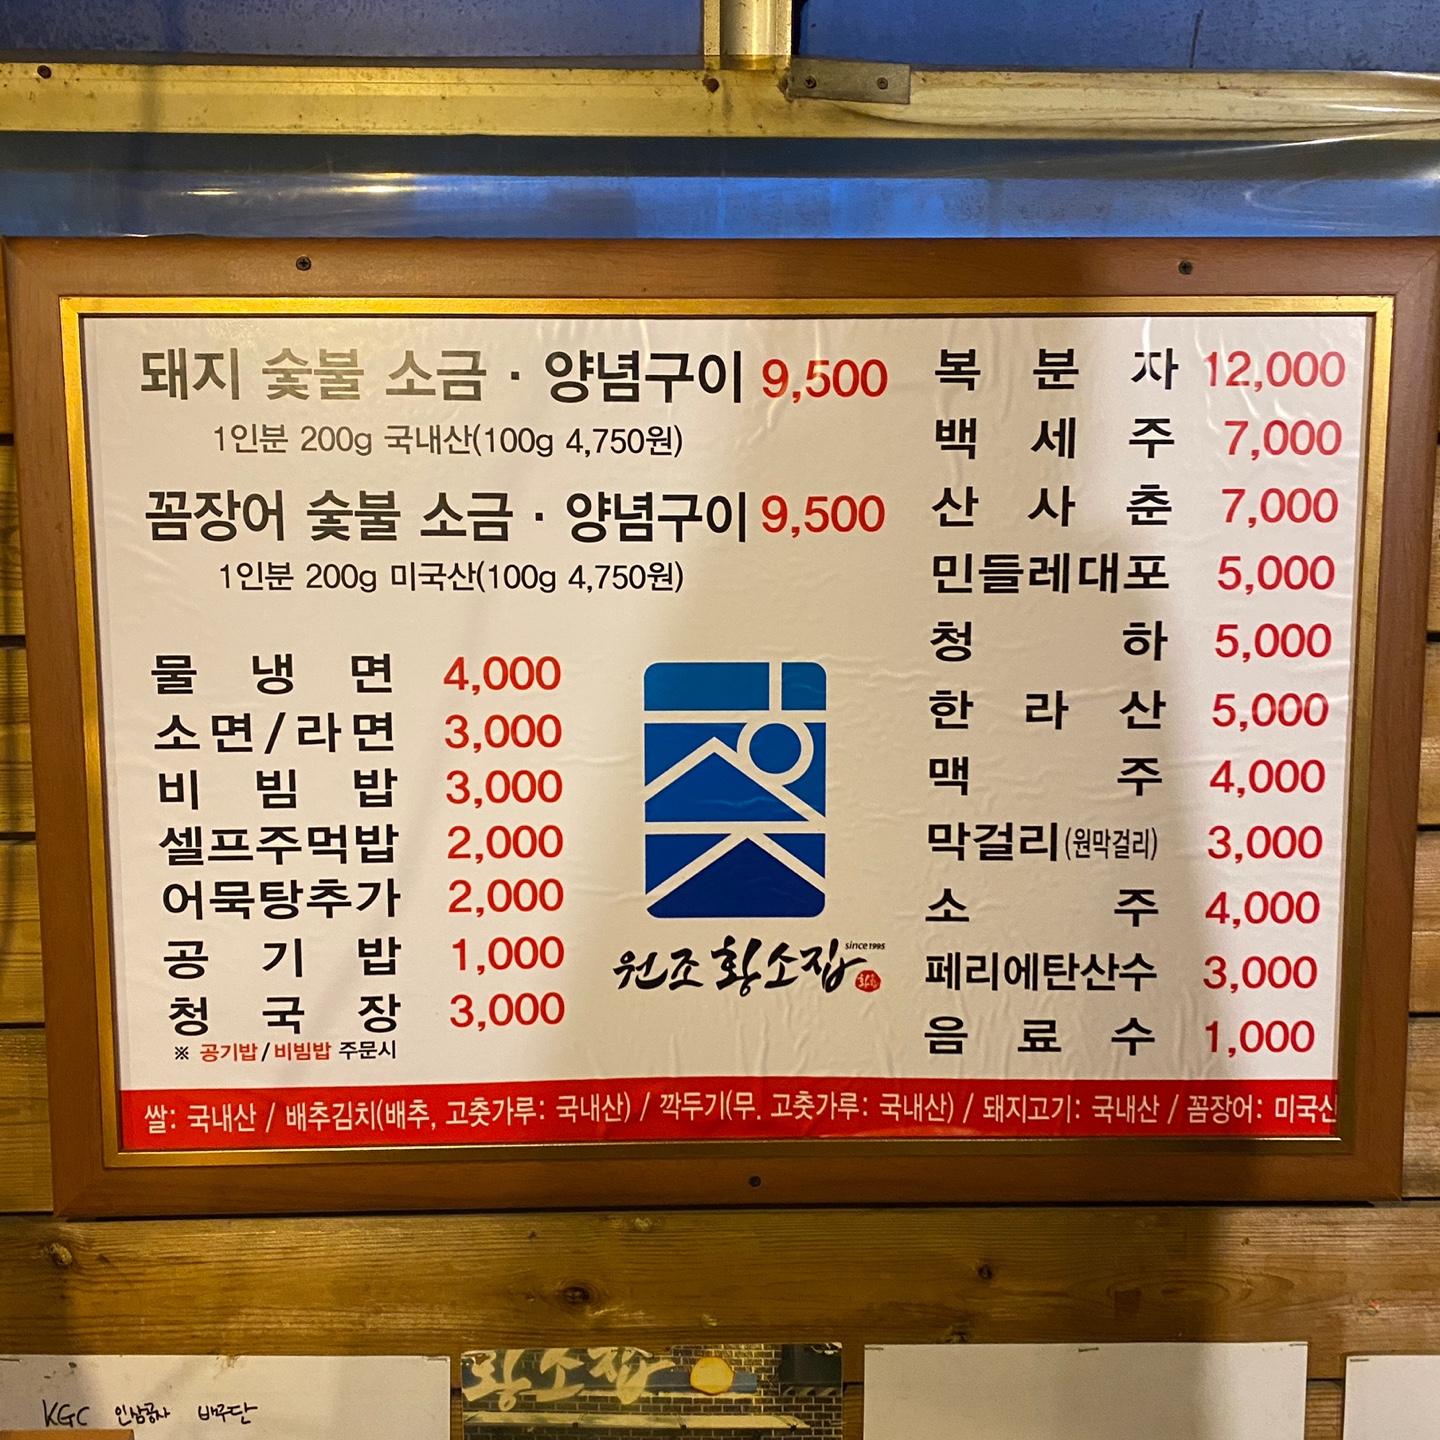 돼지 숯불 소금 · 양념구이 9,500
1인분 200g 국내산(100g 4,750원)
꼼장어 숯불 소금 · 양념구이 9,500
1인분 200g 미국산(100g 4,750원)
물냉면 4,000
소면/라면 3,000
비빔밥 3,000
셀프주먹밥 2,000
어묵탕추가 2,000
공기밥 1,000
청국장 3,000
※ 공기밥/비빔밥 주문시
원조 황소집 since1995
복분자 12,000
백세주 7,000
산사춘 7,000
민들레대포 5,000
청하 5,000
한라산 5,000
맥주 4,000
막걸리(원막걸리) 3,000
소주 4,000
페리에탄산수 3,000
음료수 1,000
쌀: 국내산 / 배추김치(배추, 고춧가루: 국내산) / 깍두기(무. 고춧가루: 국내산) / 돼지고기: 국내산 / 꼼장어: 미국산
황소집
KGC 인삼공사 배구단